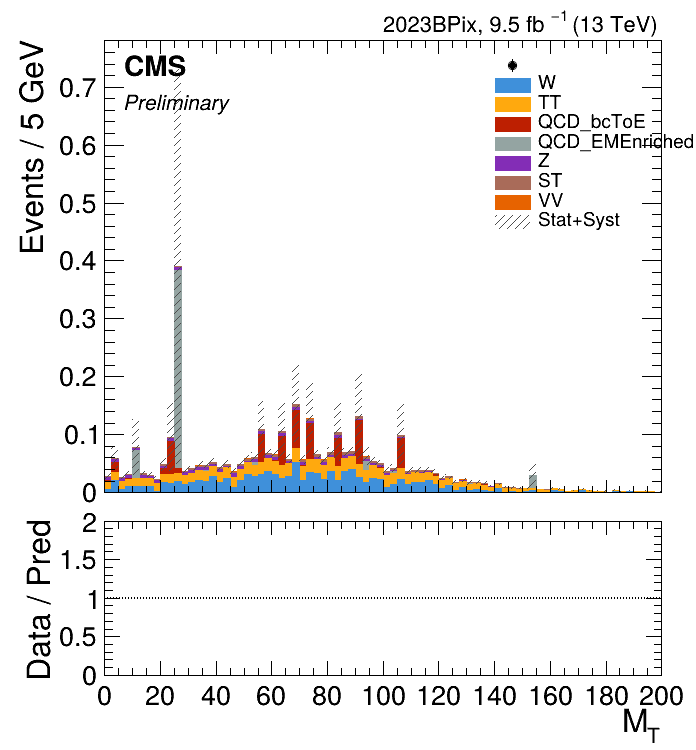 2023BPix, 9.5 fb ⁻¹ (13 TeV)
CMS
Preliminary
W
TT
QCD_bcToE
QCD_EMEnriched
Z
ST
VV
Stat+Syst
Events / 5 GeV
0.7
0.6
0.5
0.4
0.3
0.2
0.1
0
Data / Pred
2
1.5
1
0.5
0
0 20 40 60 80 100 120 140 160 180 200
M_T